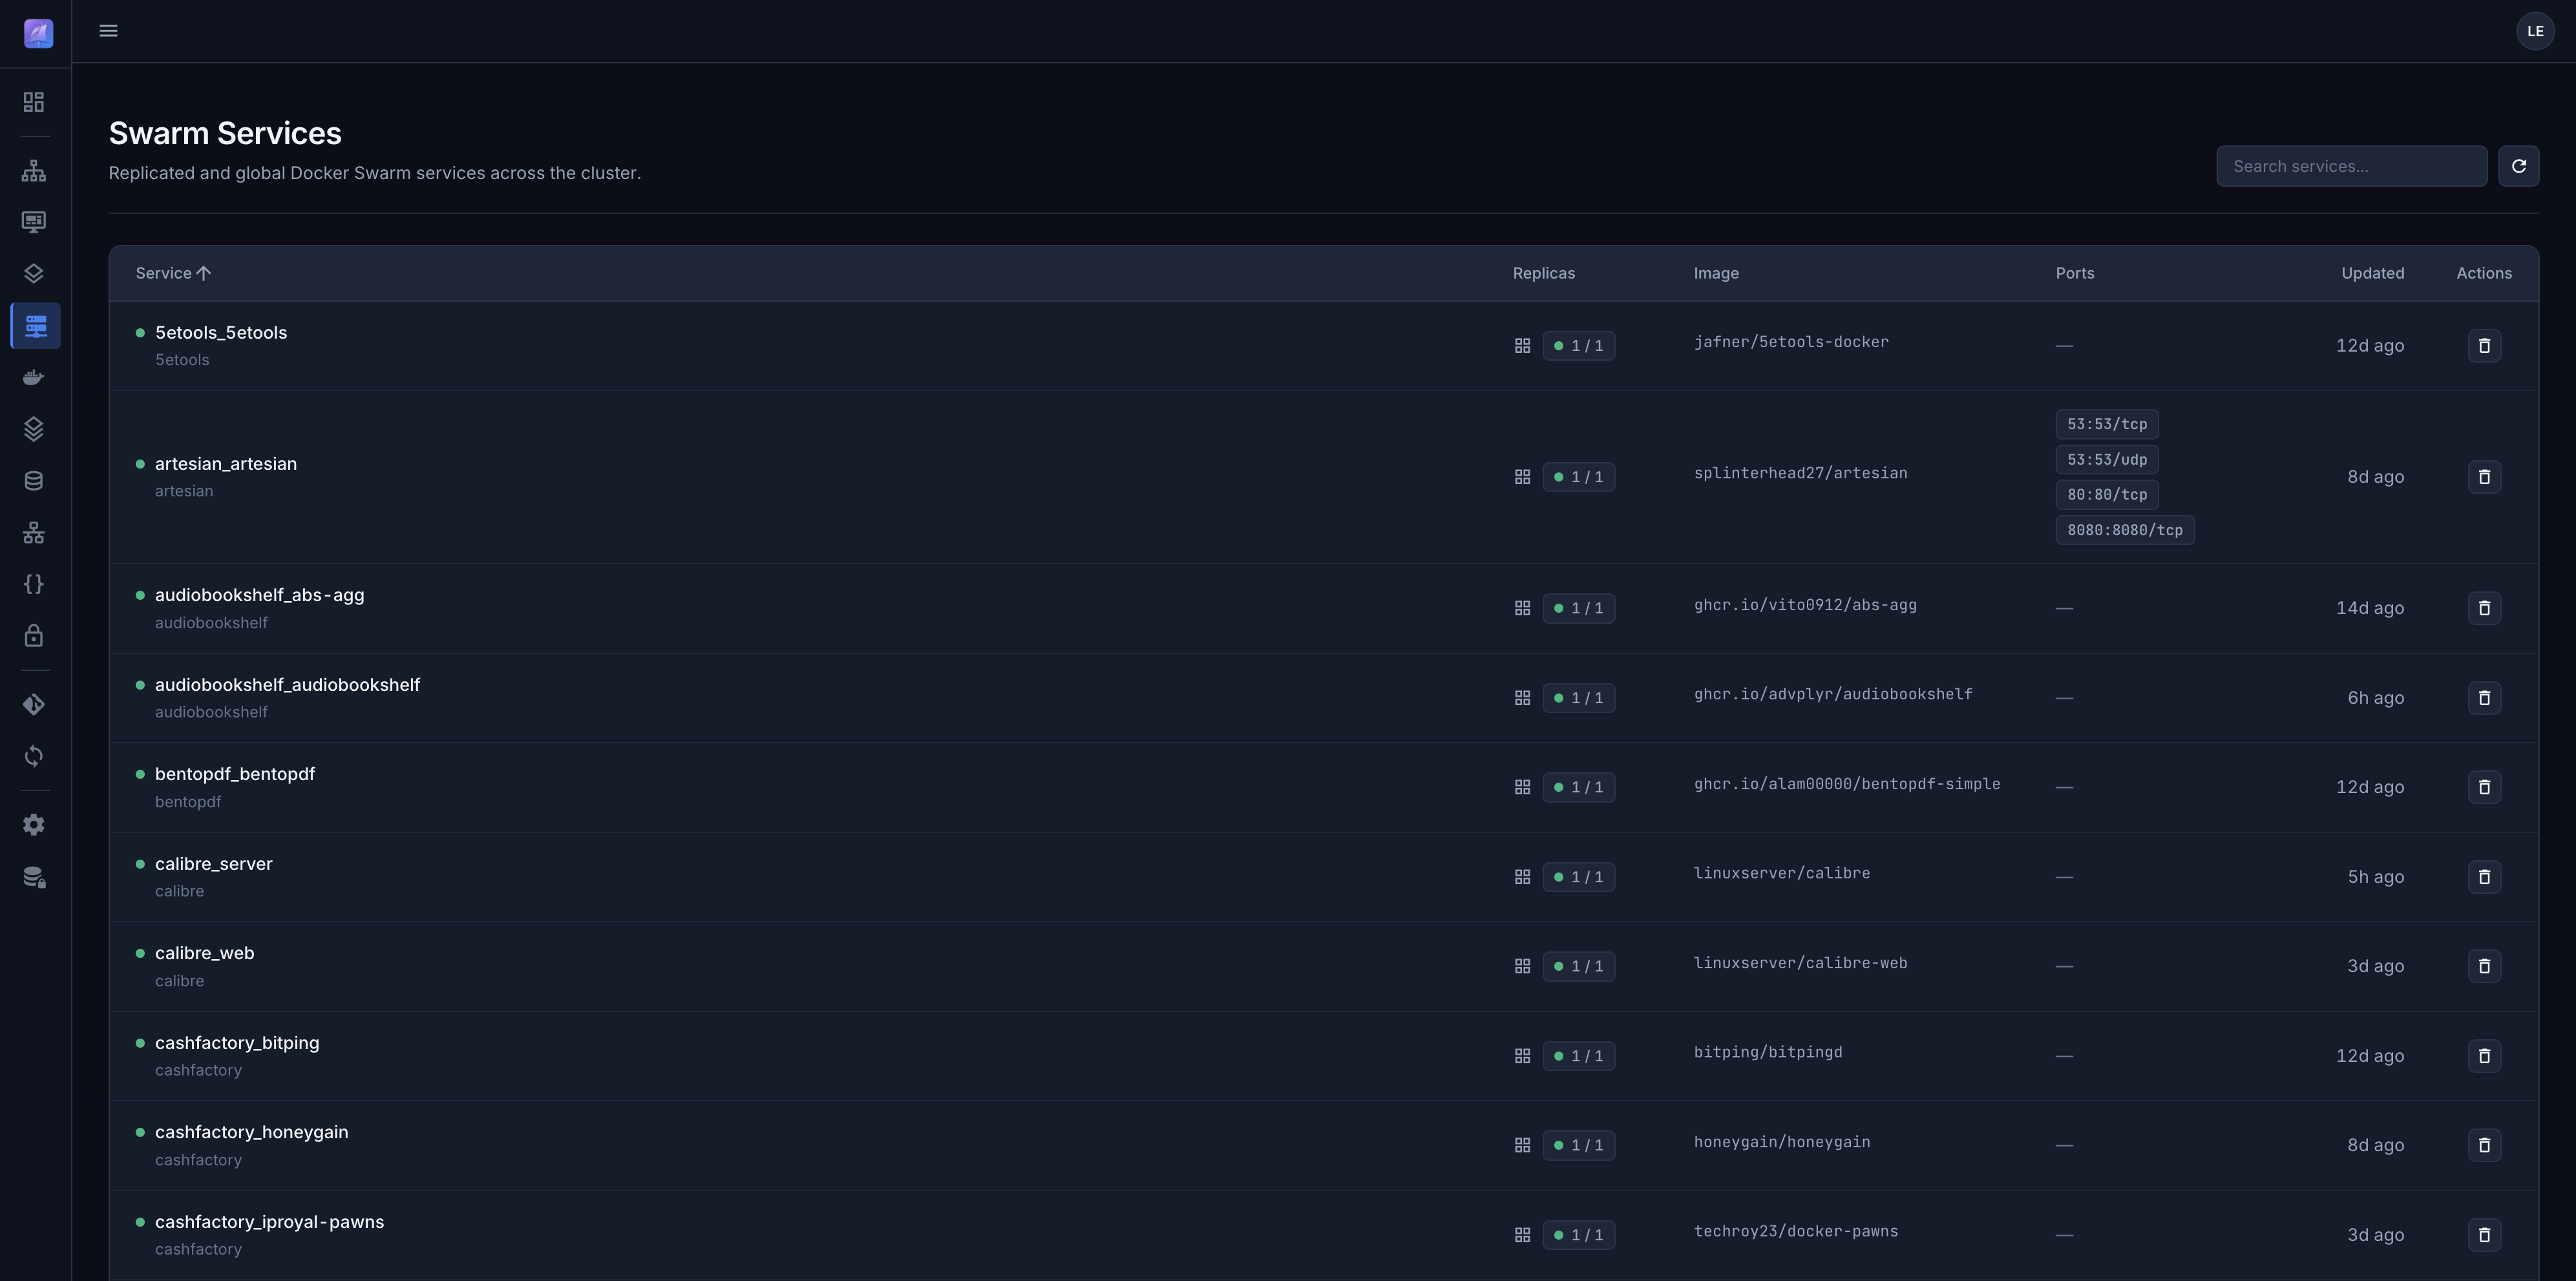 LE
Swarm Services
Replicated and global Docker Swarm services across the cluster.
Search services...
Service Replicas Image Ports Updated Actions
5etools_5etools
5etools
1 / 1 jafner/5etools-docker — 12d ago
artesian_artesian
artesian
1 / 1 splinterhead27/artesian
53:53/tcp
53:53/udp
80:80/tcp
8080:8080/tcp
8d ago
audiobookshelf_abs-agg
audiobookshelf
1 / 1 ghcr.io/vito0912/abs-agg — 14d ago
audiobookshelf_audiobookshelf
audiobookshelf
1 / 1 ghcr.io/advplyr/audiobookshelf — 6h ago
bentopdf_bentopdf
bentopdf
1 / 1 ghcr.io/alam00000/bentopdf-simple — 12d ago
calibre_server
calibre
1 / 1 linuxserver/calibre — 5h ago
calibre_web
calibre
1 / 1 linuxserver/calibre-web — 3d ago
cashfactory_bitping
cashfactory
1 / 1 bitping/bitpingd — 12d ago
cashfactory_honeygain
cashfactory
1 / 1 honeygain/honeygain — 8d ago
cashfactory_iproyal-pawns
cashfactory
1 / 1 techroy23/docker-pawns — 3d ago